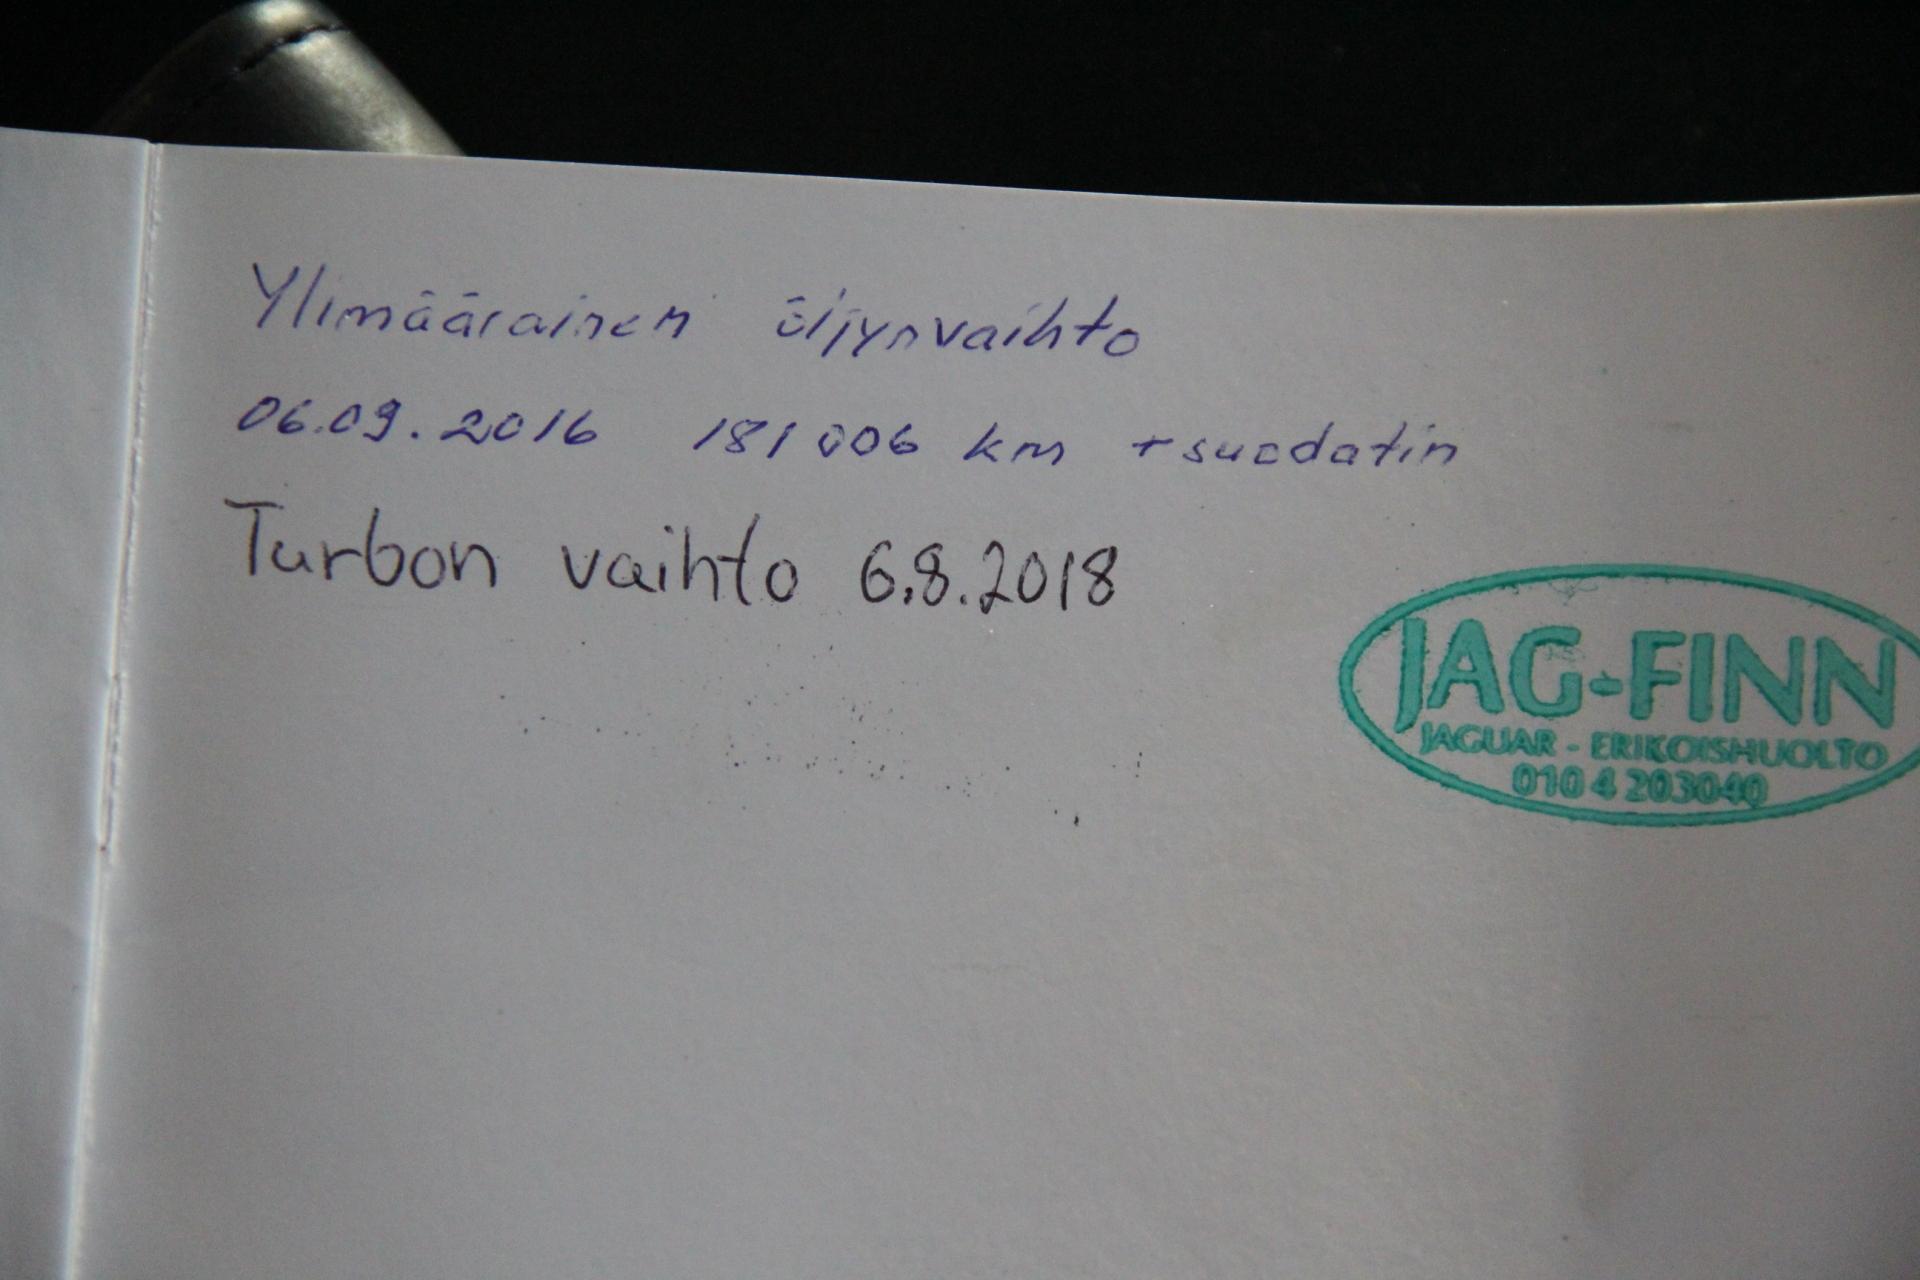 Ylimääräinen öljynvaihto
06.09.2016 181 006 km + suodatin
Turbon vaihto 6.8.2018
JAG-FINN
JAGUAR - ERIKOISHUOLTO
010 4 203040